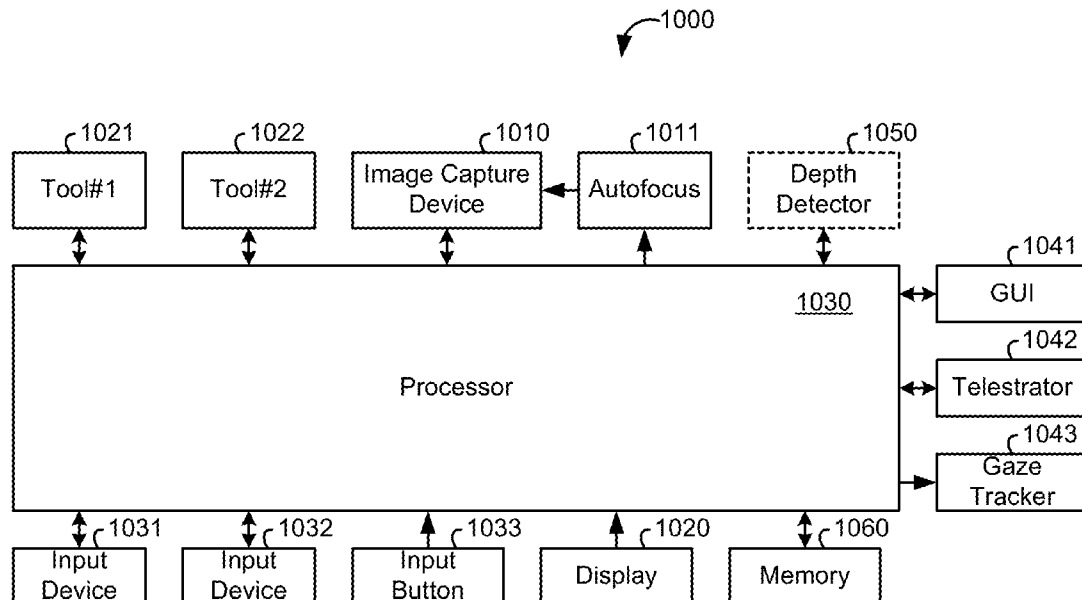 1000
1021
1022
1010
1011
1050
Tool#1
Tool#2
Image Capture
Device
Autofocus
Depth
Detector
1041
GUI
1030
1042
Processor
Telestrator
1043
Gaze
Tracker
1031
1032
1033
1020
1060
Input
Device
Input
Device
Input
Button
Display
Memory